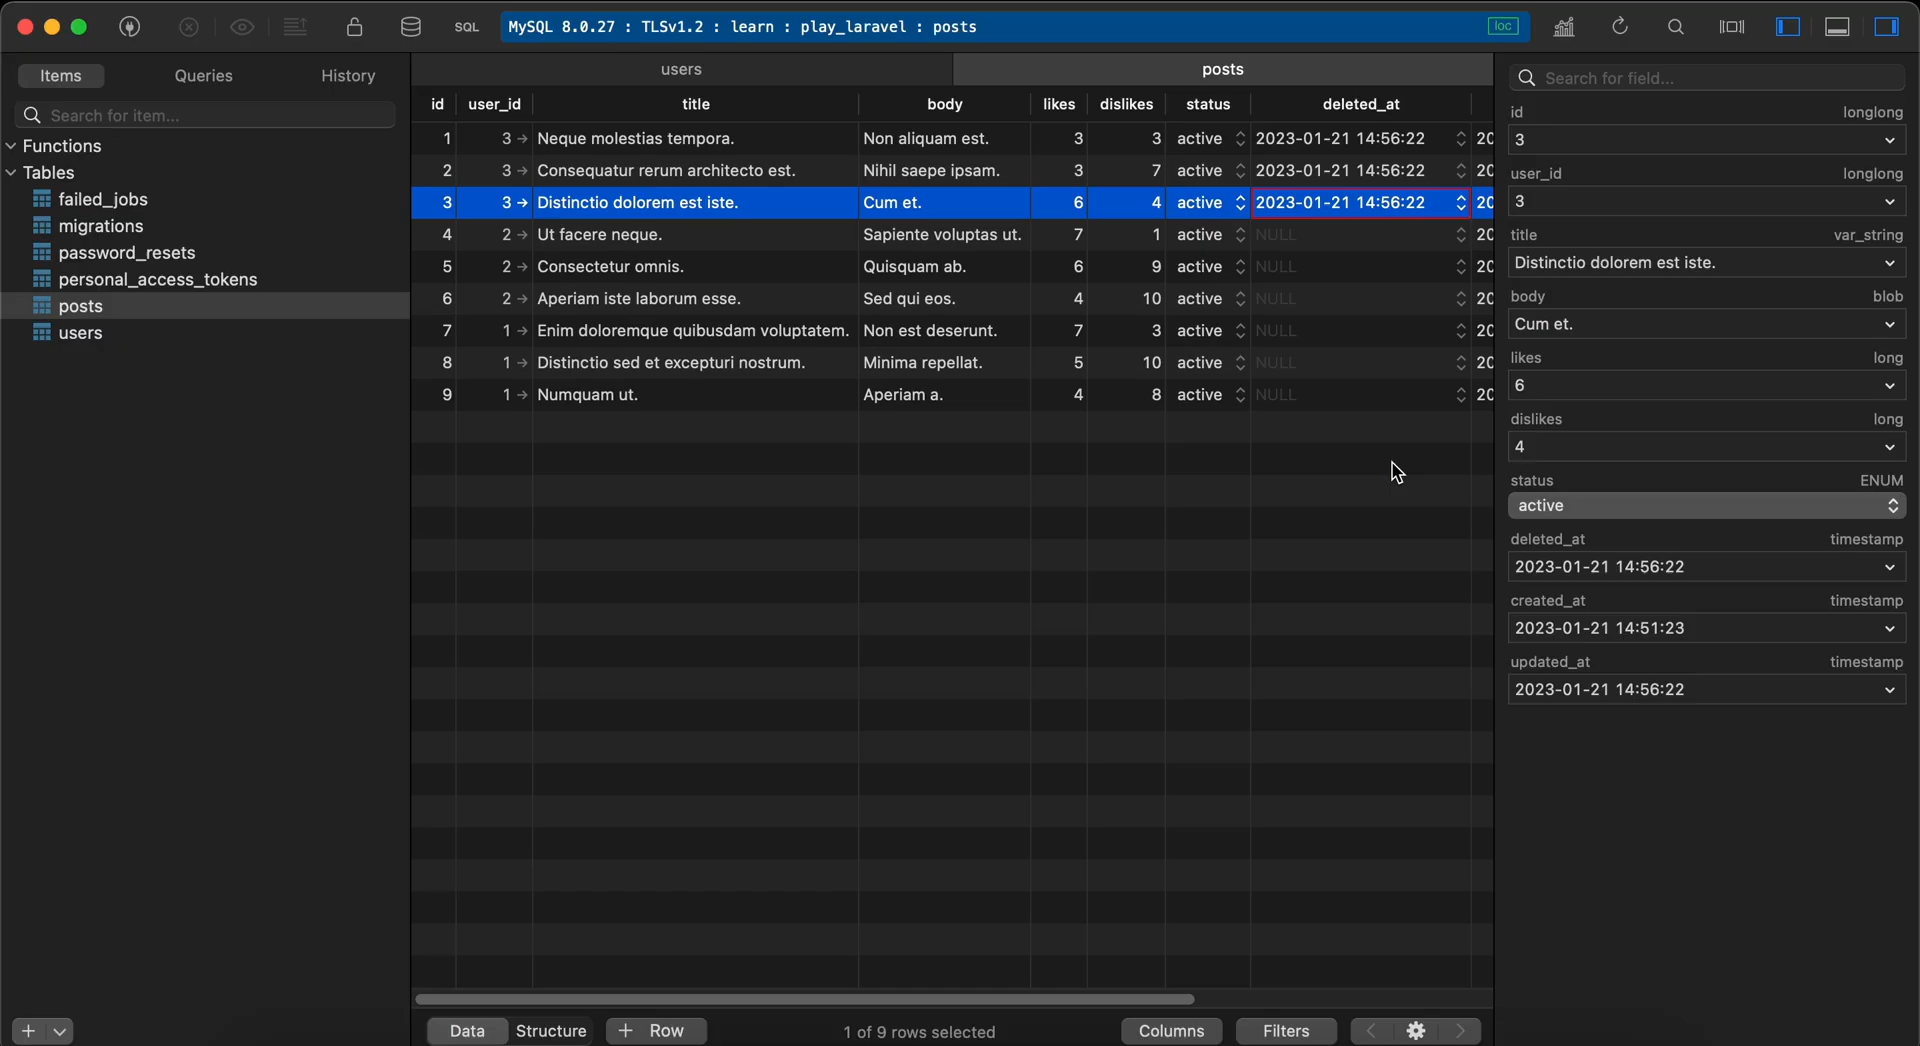 SQL
MySQL 8.0.27 : TLSv1.2 : learn : play_laravel : posts
loc
Items Queries History
Search for item...
Functions
Tables
failed_jobs
migrations
password_resets
personal_access_tokens
posts
users
users posts
id user_id title body likes dislikes status deleted_at
1 3 → Neque molestias tempora. Non aliquam est. 3 3 active 2023-01-21 14:56:22 20
2 3 → Consequatur rerum architecto est. Nihil saepe ipsam. 3 7 active 2023-01-21 14:56:22 20
3 3 → Distinctio dolorem est iste. Cum et. 6 4 active 2023-01-21 14:56:22 20
4 2 → Ut facere neque. Sapiente voluptas ut. 7 1 active NULL 20
5 2 → Consectetur omnis. Quisquam ab. 6 9 active NULL 20
6 2 → Aperiam iste laborum esse. Sed qui eos. 4 10 active NULL 20
7 1 → Enim doloremque quibusdam voluptatem. Non est deserunt. 7 3 active NULL 20
8 1 → Distinctio sed et excepturi nostrum. Minima repellat. 5 10 active NULL 20
9 1 → Numquam ut. Aperiam a. 4 8 active NULL 20
Data Structure + Row 1 of 9 rows selected Columns Filters
Search for field...
id longlong
3
user_id longlong
3
title var_string
Distinctio dolorem est iste.
body blob
Cum et.
likes long
6
dislikes long
4
status ENUM
active
deleted_at timestamp
2023-01-21 14:56:22
created_at timestamp
2023-01-21 14:51:23
updated_at timestamp
2023-01-21 14:56:22